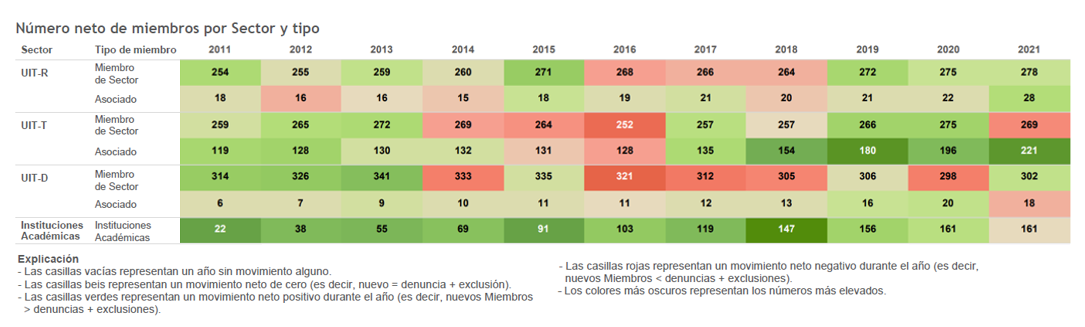 Número neto de miembros por Sector y tipo
Sector Tipo de miembro 2011 2012 2013 2014 2015 2016 2017 2018 2019 2020 2021
UIT-R Miembro de Sector 254 255 259 260 271 268 266 264 272 275 278
Asociado 18 16 16 15 18 19 21 20 21 22 28
UIT-T Miembro de Sector 259 265 272 269 264 252 257 257 266 275 269
Asociado 119 128 130 132 131 128 135 154 180 196 221
UIT-D Miembro de Sector 314 326 341 333 335 321 312 305 306 298 302
Asociado 6 7 9 10 11 11 12 13 16 20 18
Instituciones Académicas Instituciones Académicas 22 38 55 69 91 103 119 147 156 161 161
Explicación
- Las casillas vacías representan un año sin movimiento alguno.
- Las casillas beis representan un movimiento neto de cero (es decir, nuevo = denuncia + exclusión).
- Las casillas verdes representan un movimiento neto positivo durante el año (es decir, nuevos Miembros
> denuncias + exclusiones).
- Las casillas rojas representan un movimiento neto negativo durante el año (es decir,
nuevos Miembros < denuncias + exclusiones).
- Los colores más oscuros representan los números más elevados.